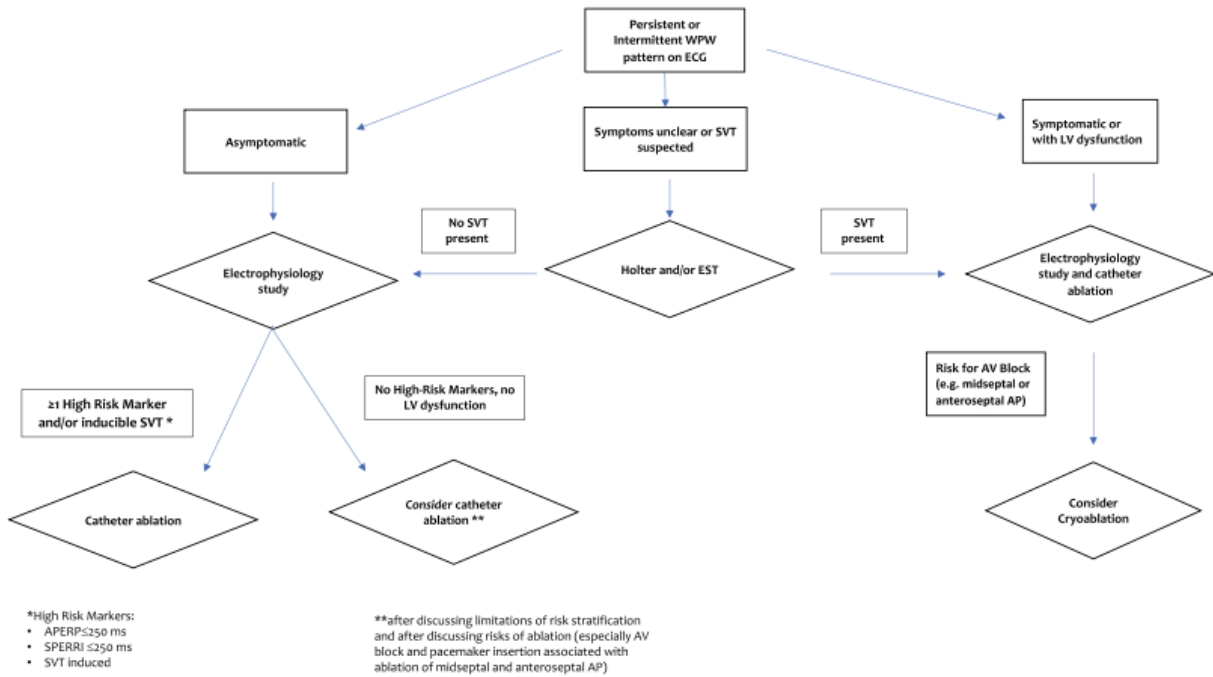 Persistent or
Intermittent WPW
pattern on ECG
Asymptomatic
Symptoms unclear or SVT
suspected
Symptomatic or
with LV dysfunction
No SVT
present
SVT
present
Electrophysiology
study
Holter and/or EST
Electrophysiology
study and catheter
ablation
≥1 High Risk Marker
and/or inducible SVT *
No High-Risk Markers, no
LV dysfunction
Risk for AV Block
(e.g. midseptal or
anteroseptal AP)
Catheter ablation
Consider catheter
ablation **
Consider
Cryoablation
*High Risk Markers:
• APERP≤250 ms
• SPERRI ≤250 ms
• SVT induced
**after discussing limitations of risk stratification
and after discussing risks of ablation (especially AV
block and pacemaker insertion associated with
ablation of midseptal and anteroseptal AP)